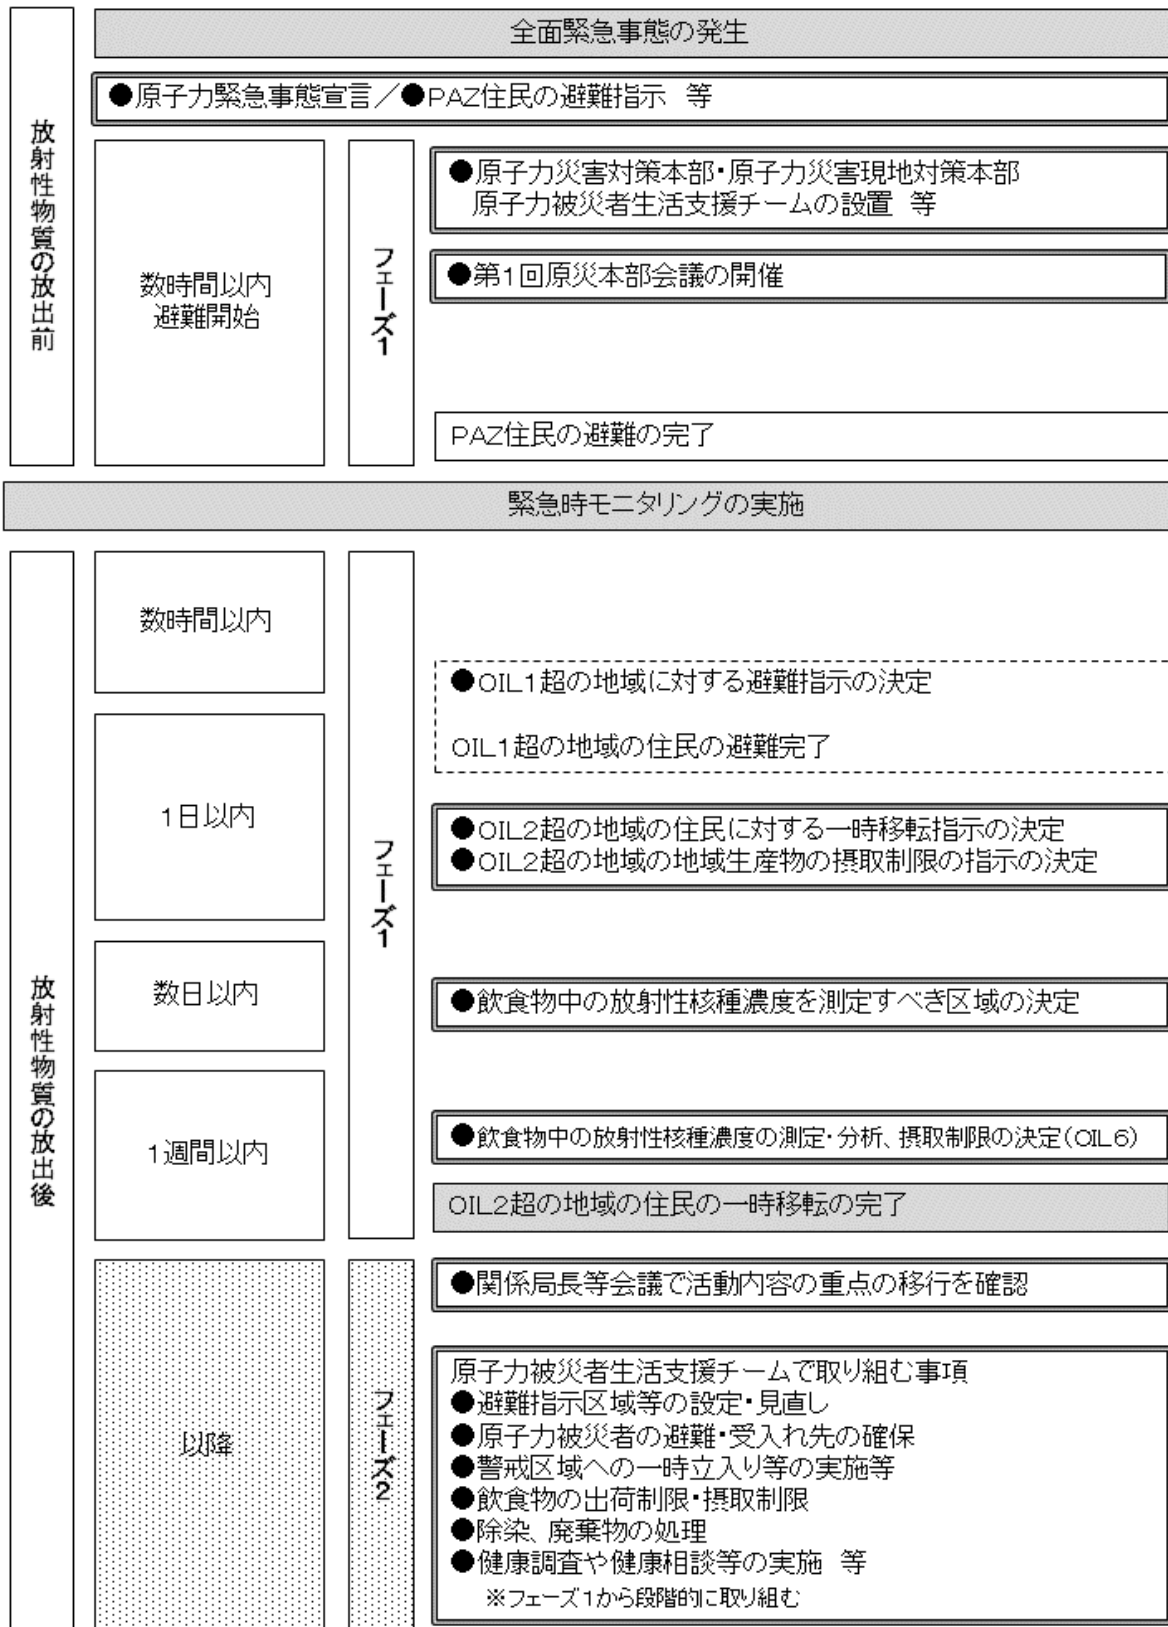 全面緊急事態の発生
●原子力緊急事態宣言／●PAZ住民の避難指示 等
放射性物質の放出前
数時間以内
避難開始
フェーズ1
●原子力災害対策本部・原子力災害現地対策本部
原子力被災者生活支援チームの設置 等
●第1回原災本部会議の開催
PAZ住民の避難の完了
緊急時モニタリングの実施
放射性物質の放出後
数時間以内
1日以内
数日以内
1週間以内
フェーズ1
●OIL1超の地域に対する避難指示の決定
OIL1超の地域の住民の避難完了
●OIL2超の地域の住民に対する一時移転指示の決定
●OIL2超の地域の地域生産物の摂取制限の指示の決定
●飲食物中の放射性核種濃度を測定すべき区域の決定
●飲食物中の放射性核種濃度の測定・分析、摂取制限の決定(OIL6)
OIL2超の地域の住民の一時移転の完了
以降
フェーズ2
●関係局長等会議で活動内容の重点の移行を確認
原子力被災者生活支援チームで取り組む事項
●避難指示区域等の設定・見直し
●原子力被災者の避難・受入れ先の確保
●警戒区域への一時立入り等の実施等
●飲食物の出荷制限・摂取制限
●除染、廃棄物の処理
●健康調査や健康相談等の実施 等
※フェーズ1から段階的に取り組む